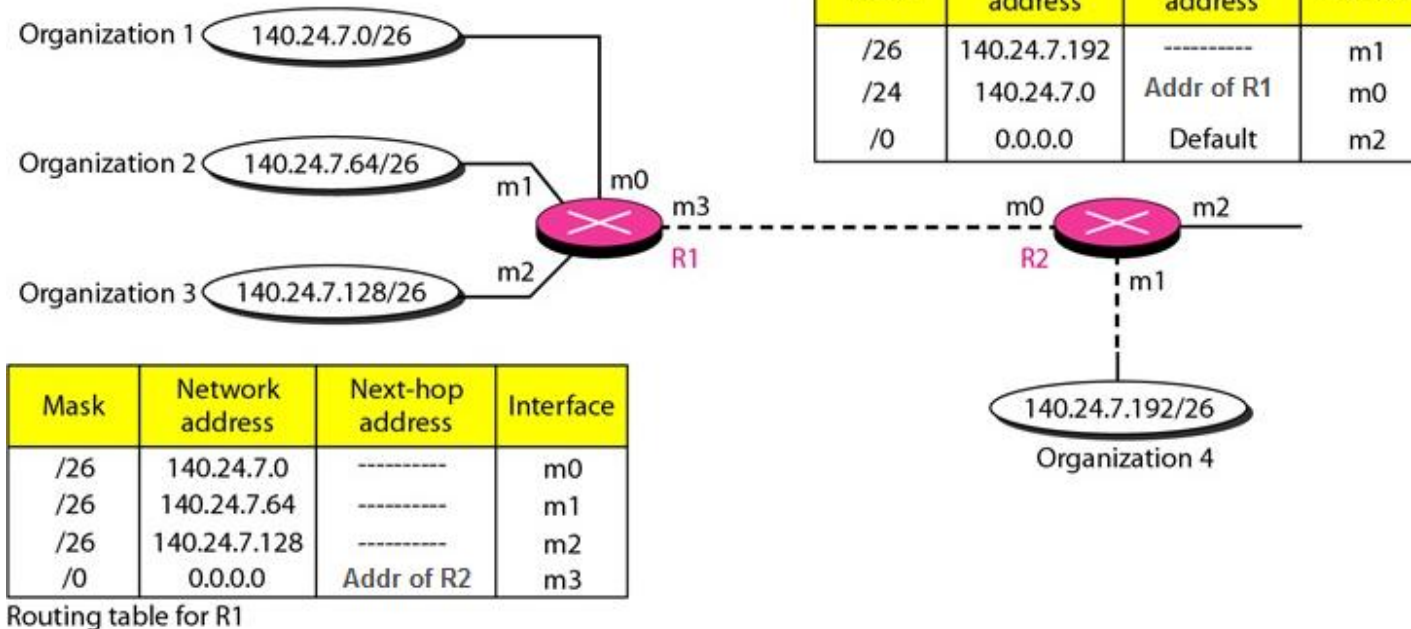 address address
/26 140.24.7.192 ---------- m1
/24 140.24.7.0 Addr of R1 m0
/0 0.0.0.0 Default m2
Organization 1 140.24.7.0/26
Organization 2 140.24.7.64/26
Organization 3 140.24.7.128/26
m1 m0
m2 m3
R1
m0 m2
R2
m1
140.24.7.192/26
Organization 4
Mask Network address Next-hop address Interface
/26 140.24.7.0 ---------- m0
/26 140.24.7.64 ---------- m1
/26 140.24.7.128 ---------- m2
/0 0.0.0.0 Addr of R2 m3
Routing table for R1